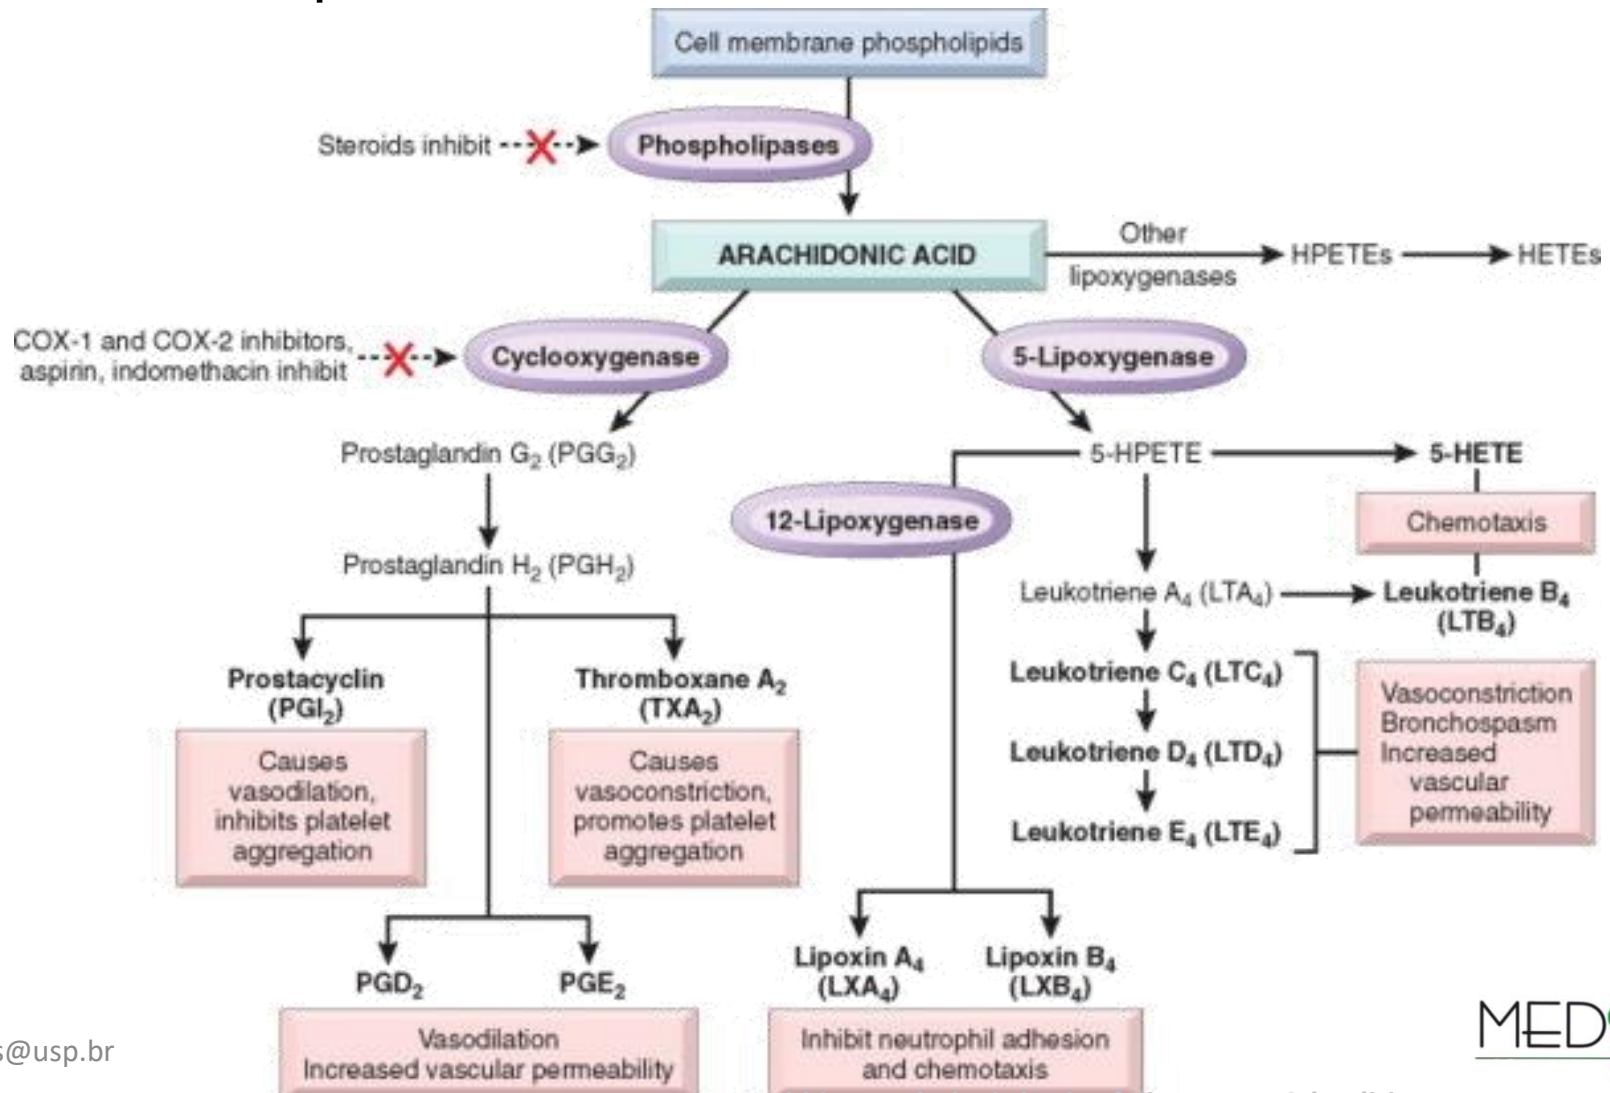 Cell membrane phospholipids
Steroids inhibit
Phospholipases
ARACHIDONIC ACID
Other
lipoxygenases
HPETEs
HETEs
COX-1 and COX-2 inhibitors,
aspirin, indomethacin inhibit
Cyclooxygenase
5-Lipoxygenase
Prostaglandin G₂ (PGG₂)
5-HPETE
5-HETE
12-Lipoxygenase
Chemotaxis
Prostaglandin H₂ (PGH₂)
Leukotriene A₄ (LTA₄)
Leukotriene B₄
(LTB₄)
Prostacyclin
(PGI₂)
Thromboxane A₂
(TXA₂)
Leukotriene C₄ (LTC₄)
Leukotriene D₄ (LTD₄)
Leukotriene E₄ (LTE₄)
Vasoconstriction
Bronchospasm
Increased
vascular
permeability
Causes
vasodilation,
inhibits platelet
aggregation
Causes
vasoconstriction,
promotes platelet
aggregation
PGD₂
PGE₂
Lipoxin A₄
(LXA₄)
Lipoxin B₄
(LXB₄)
Vasodilation
Increased vascular permeability
Inhibit neutrophil adhesion
and chemotaxis
s@usp.br
MED